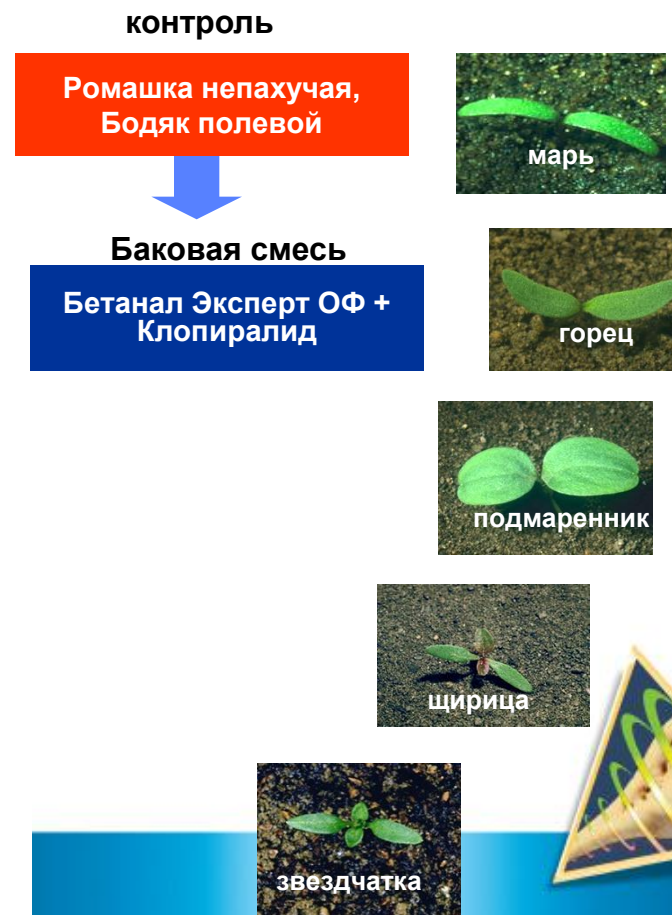 контроль
Ромашка непахучая,
Бодяк полевой
марь
Баковая смесь
Бетанал Эксперт ОФ +
Клопиралид
горец
подмаренник
щирица
звездчатка